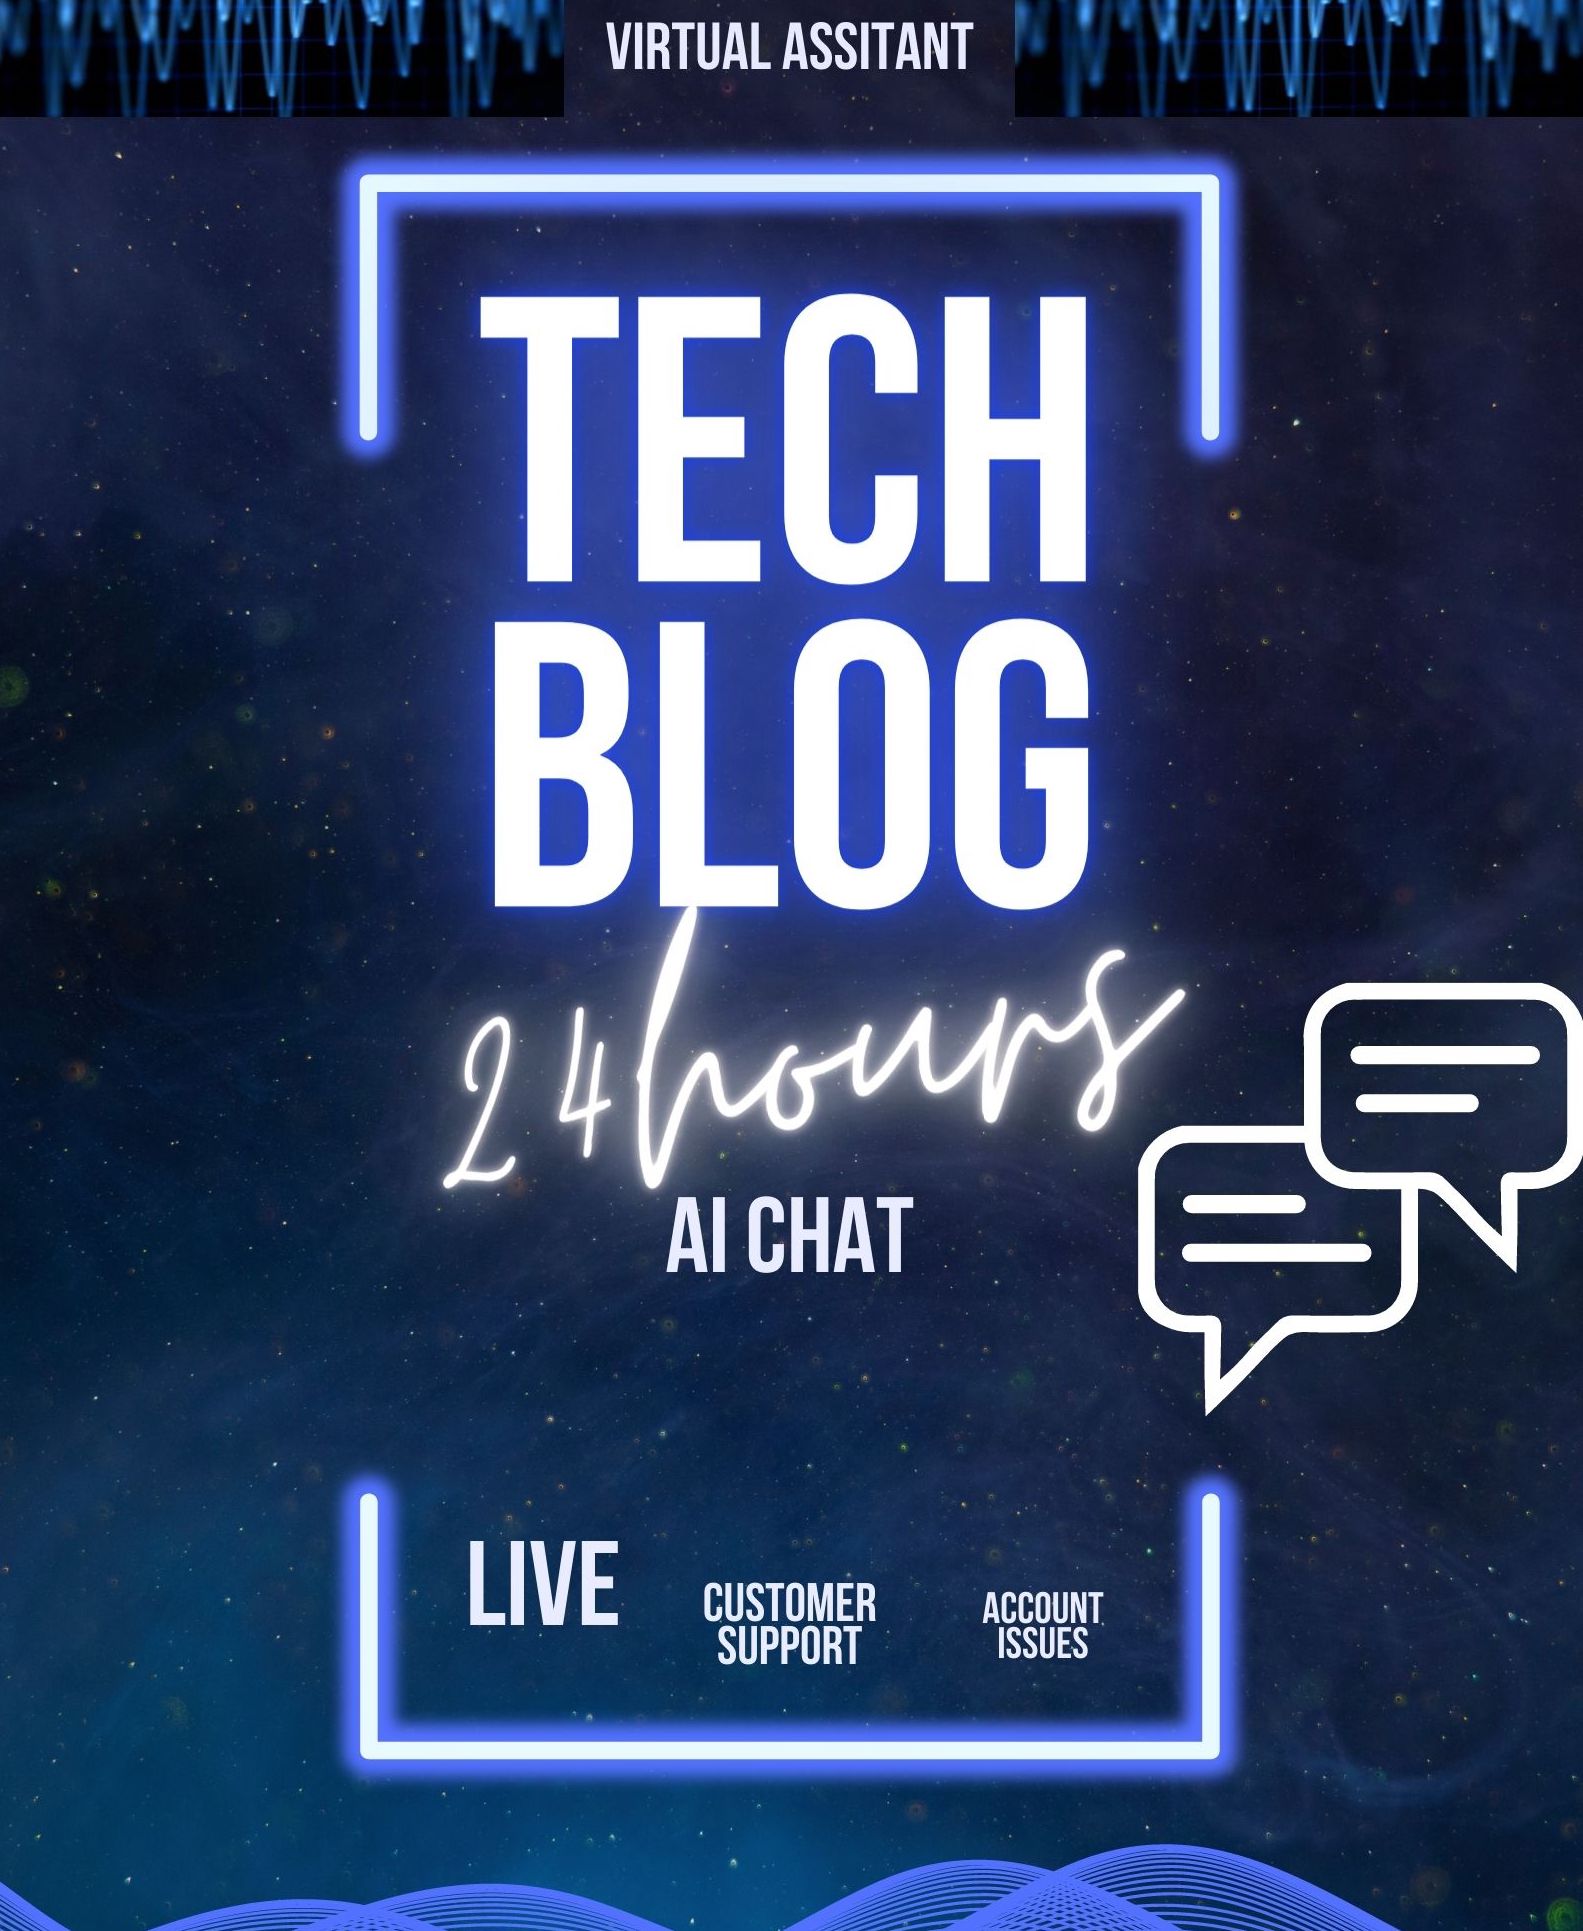 VIRTUAL ASSITANT
TECH
BLOG
24hours
AI CHAT
LIVE
CUSTOMER
SUPPORT
ACCOUNT
ISSUES